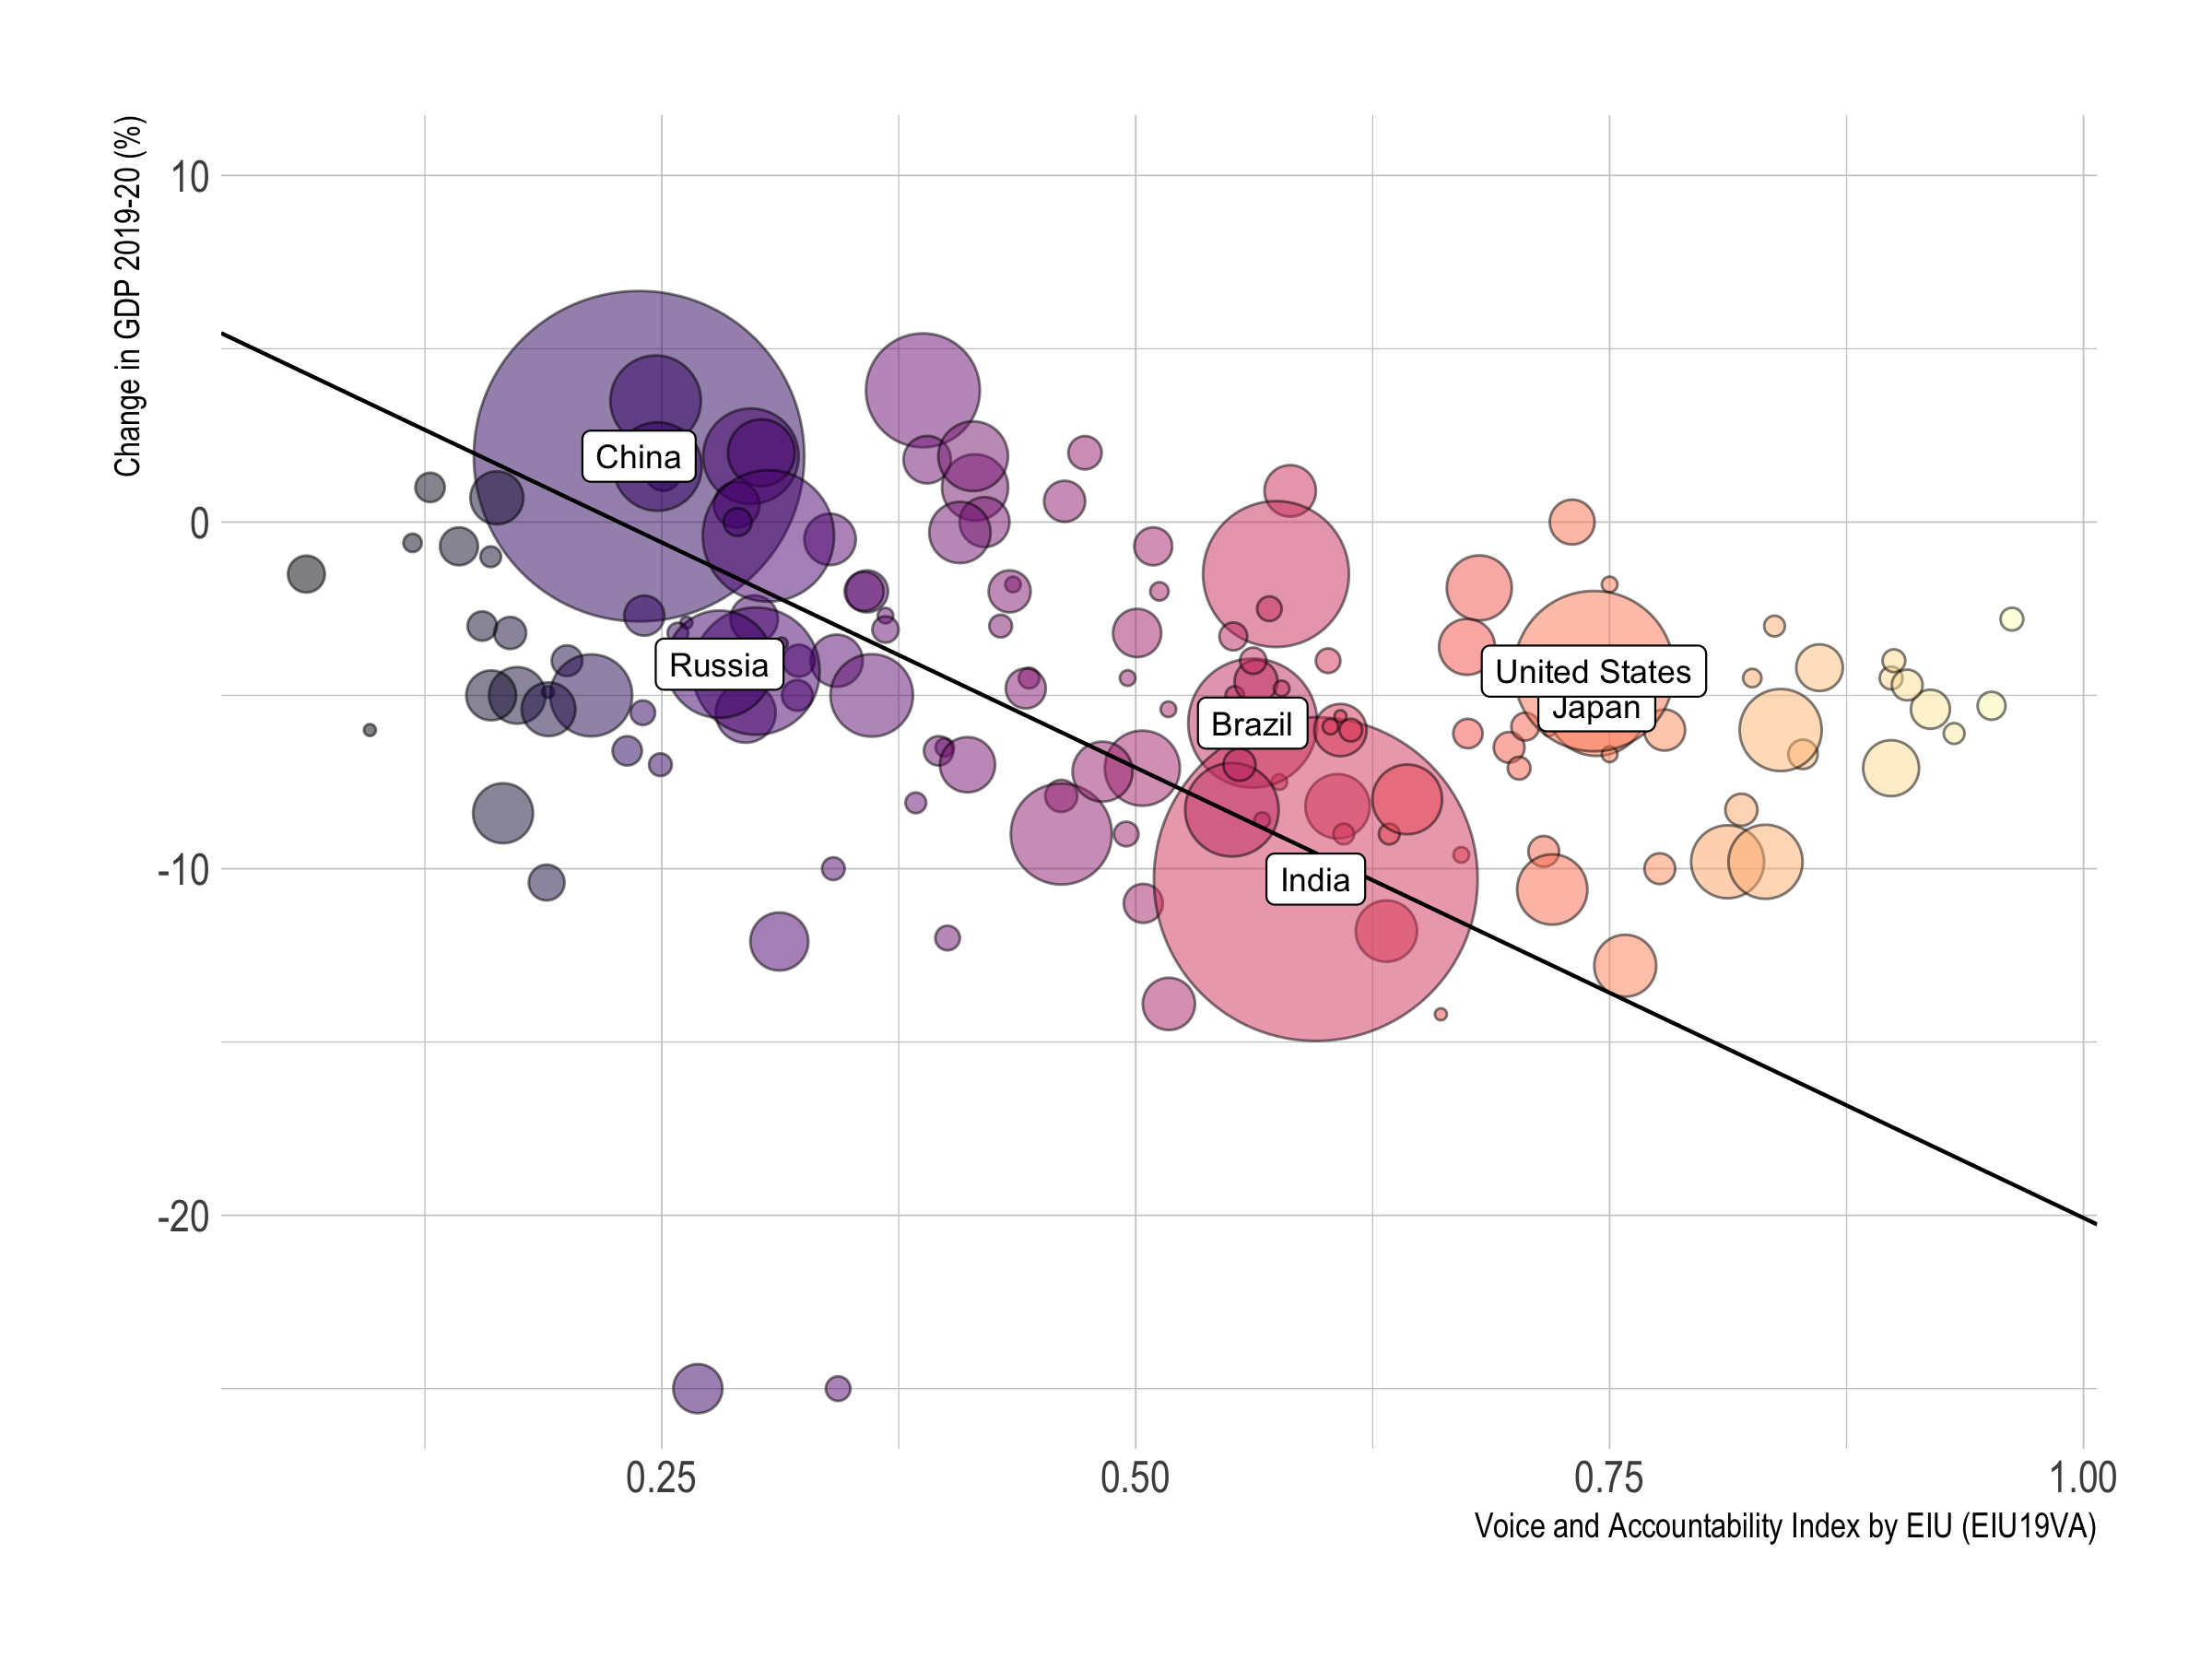 Change in GDP 2019-20 (%)
10
0
-10
-20
China
Russia
United States
Japan
Brazil
India
0.25
0.50
0.75
1.00
Voice and Accountability Index by EIU (EIU19VA)